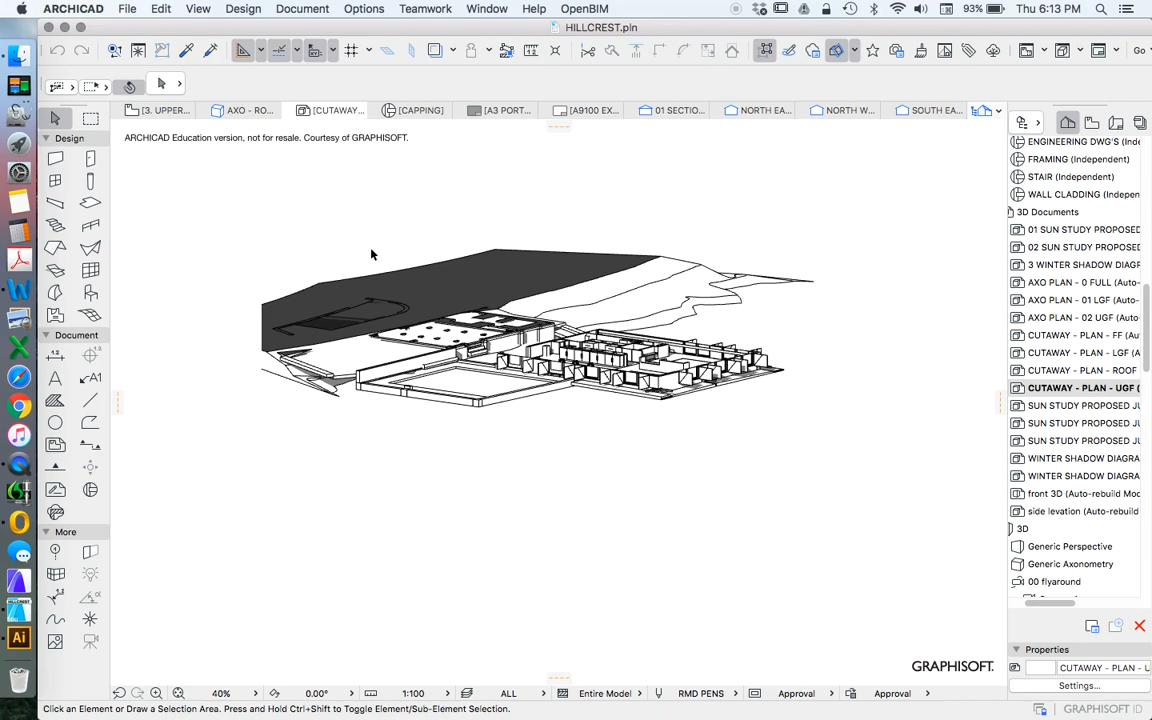 ARCHICAD File Edit View Design Document Options Teamwork Window Help OpenBIM 93% Thu 6:13 PM
HILLCREST.pln
Go
[3. UPPER... AXO - RO... [CUTAWAY... [CAPPING] [A3 PORT... [A9100 EX... 01 SECTIO... NORTH EA... NORTH W... SOUTH EA...
Design
ARCHICAD Education version, not for resale. Courtesy of GRAPHISOFT.
ENGINEERING DWG'S (Inde
FRAMING (Independent)
STAIR (Independent)
WALL CLADDING (Indepen
3D Documents
01 SUN STUDY PROPOSED
02 SUN STUDY PROPOSED
3 WINTER SHADOW DIAGR
AXO PLAN - 0 FULL (Auto-
AXO PLAN - 01 LGF (Auto-
AXO PLAN - 02 UGF (Auto-
CUTAWAY - PLAN - FF (Au
CUTAWAY - PLAN - LGF (A
CUTAWAY - PLAN - ROOF
CUTAWAY - PLAN - UGF (
SUN STUDY PROPOSED JU
SUN STUDY PROPOSED JU
SUN STUDY PROPOSED JU
WINTER SHADOW DIAGRA
WINTER SHADOW DIAGRA
front 3D (Auto-rebuild Mod
side levation (Auto-rebuild
3D
Generic Perspective
Generic Axonometry
00 flyaround
Document
More
GRAPHISOFT.
Properties
CUTAWAY - PLAN - U
Settings...
40% 0.00° 1:100 ALL Entire Model RMD PENS Approval Approval
Click an Element or Draw a Selection Area. Press and Hold Ctrl+Shift to Toggle Element/Sub-Element Selection.
GRAPHISOFT ID